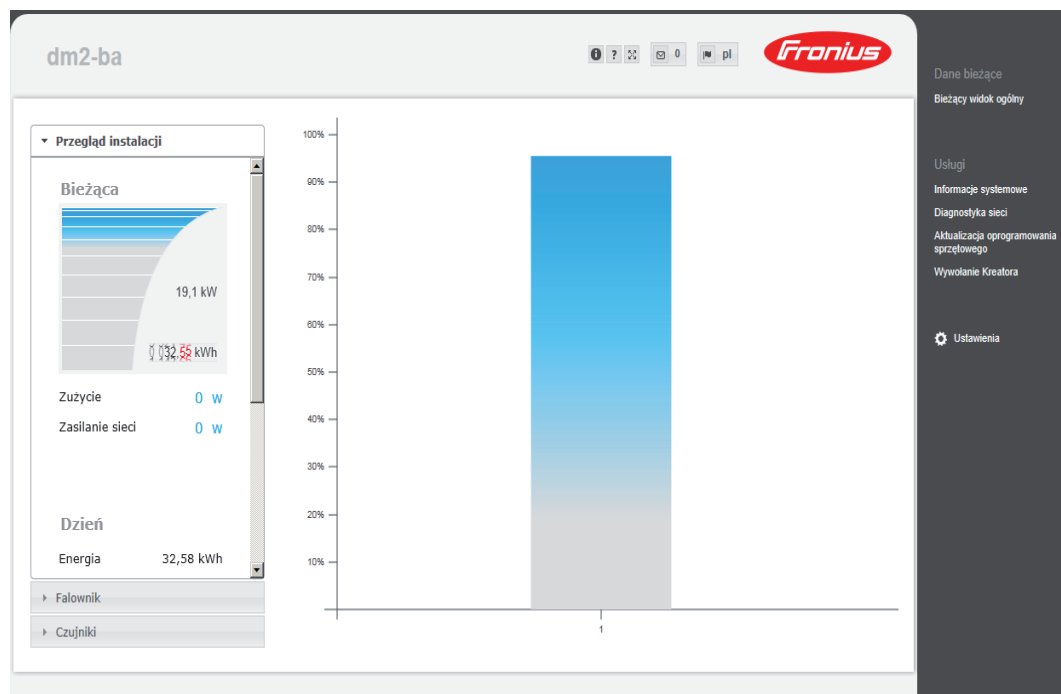 dm2-ba
i ? 0 pl
Fronius
Przegląd instalacji
Bieżąca
19,1 kW
kWh
Zużycie 0 W
Zasilanie sieci 0 W
Dzień
Energia 32,58 kWh
Falownik
Czujniki
100%
90%
80%
70%
60%
50%
40%
30%
20%
10%
1
Dane bieżące
Bieżący widok ogólny
Usługi
Informacje systemowe
Diagnostyka sieci
Aktualizacja oprogramowania
sprzętowego
Wywołanie Kreatora
Ustawienia